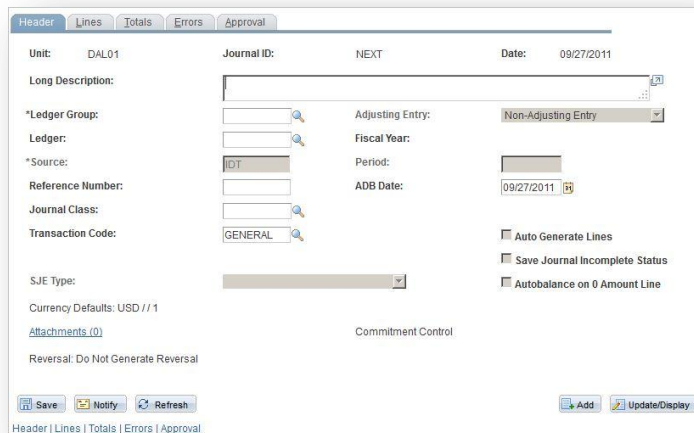 Header Lines Totals Errors Approval
Unit: DAL01 Journal ID: NEXT Date: 09/27/2011
Long Description:
*Ledger Group: Adjusting Entry: Non-Adjusting Entry
Ledger: Fiscal Year:
*Source: IDT Period:
Reference Number: ADB Date: 09/27/2011
Journal Class:
Transaction Code: GENERAL Auto Generate Lines
Save Journal Incomplete Status
SJE Type: Autobalance on 0 Amount Line
Currency Defaults: USD / / 1
Attachments (0) Commitment Control
Reversal: Do Not Generate Reversal
Save Notify Refresh Add Update/Display
Header | Lines | Totals | Errors | Approval